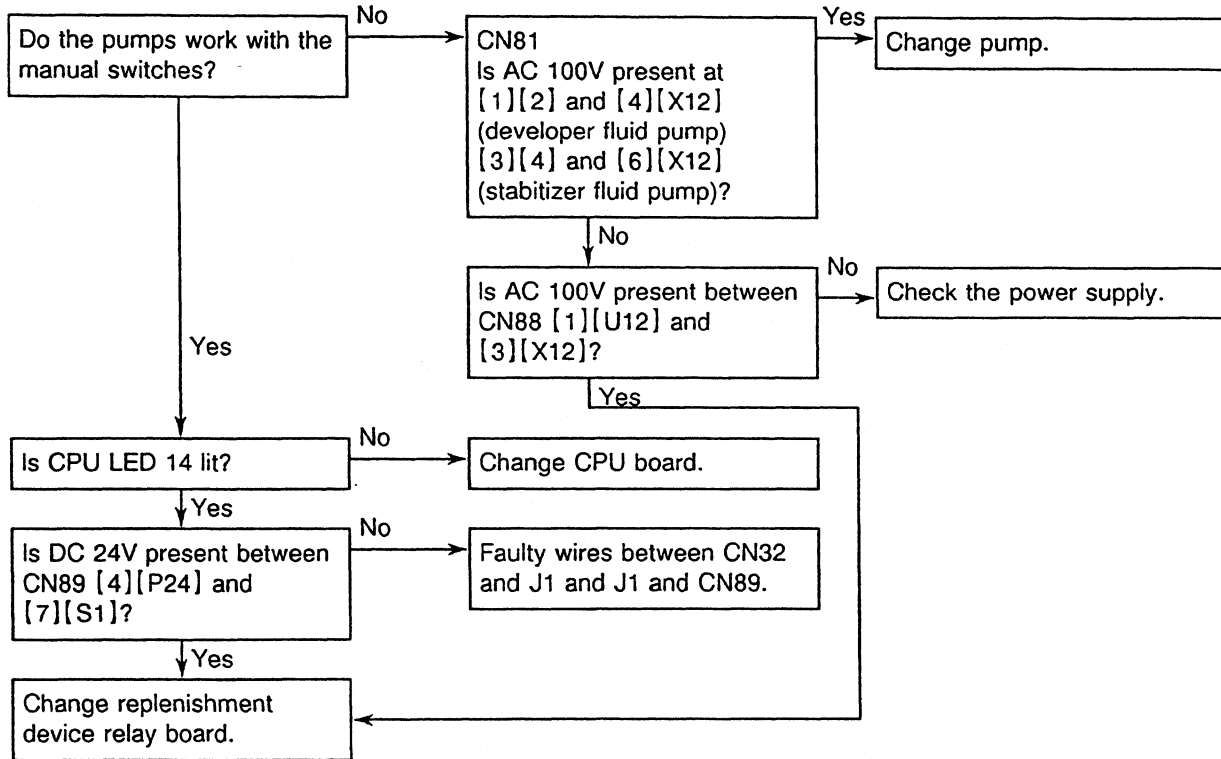 Do the pumps work with the
manual switches?
No
CN81
Is AC 100V present at
[1][2] and [4][X12]
(developer fluid pump)
[3][4] and [6][X12]
(stabitizer fluid pump)?
Yes
Change pump.
No
Is AC 100V present between
CN88 [1][U12] and
[3][X12]?
No
Check the power supply.
Yes
Yes
Is CPU LED 14 lit?
No
Change CPU board.
Yes
Is DC 24V present between
CN89 [4][P24] and
[7][S1]?
No
Faulty wires between CN32
and J1 and J1 and CN89.
Yes
Change replenishment
device relay board.